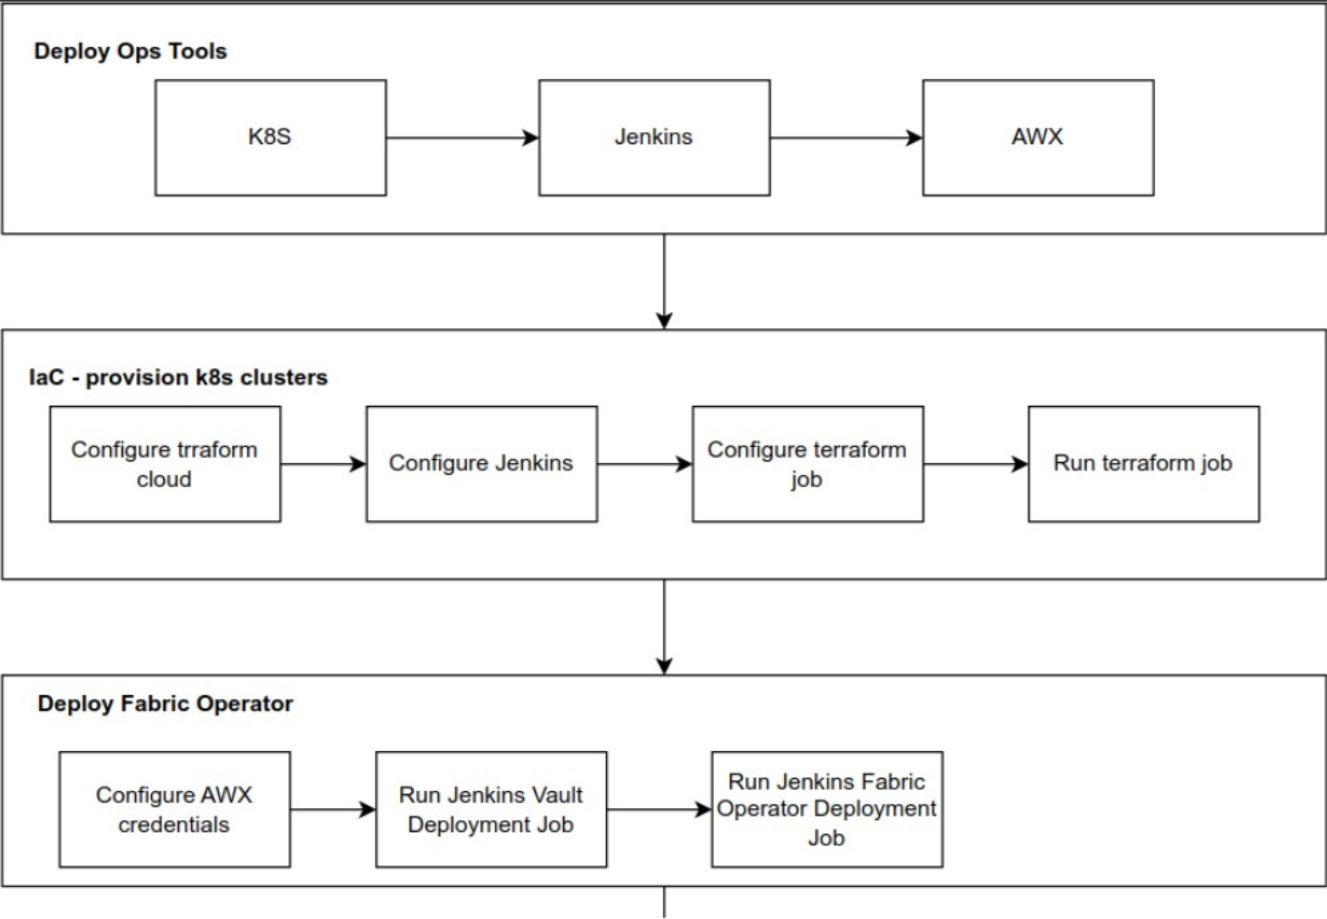 Deploy Ops Tools
K8S
Jenkins
AWX
IaC - provision k8s clusters
Configure trraform
cloud
Configure Jenkins
Configure terraform
job
Run terraform job
Deploy Fabric Operator
Configure AWX
credentials
Run Jenkins Vault
Deployment Job
Run Jenkins Fabric
Operator Deployment
Job